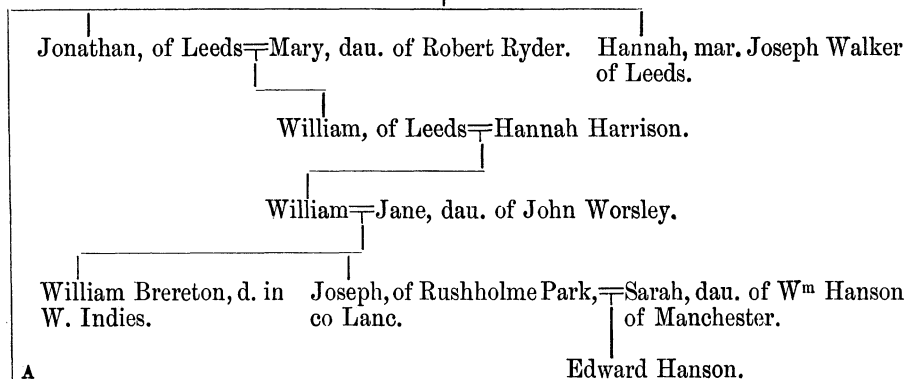 Jonathan, of Leeds╤Mary, dau. of Robert Ryder. Hannah, mar. Joseph Walker
of Leeds.
William, of Leeds╤Hannah Harrison.
William╤Jane, dau. of John Worsley.
William Brereton, d. in Joseph, of Rushholme Park,╤Sarah, dau. of Wᵐ Hanson
W. Indies. co Lanc. of Manchester.
A Edward Hanson.